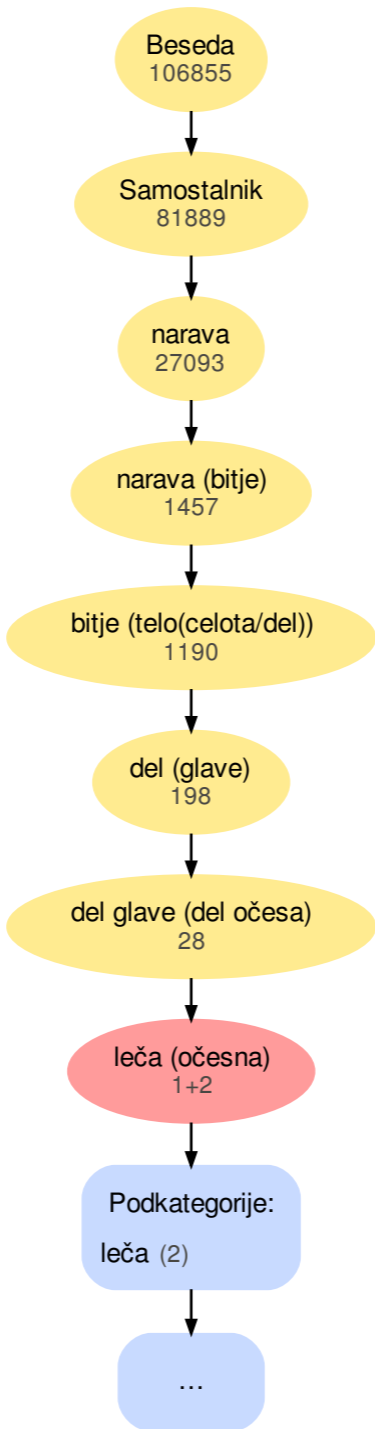 Beseda
106855
Samostalnik
81889
narava
27093
narava (bitje)
1457
bitje (telo(celota/del))
1190
del (glave)
198
del glave (del očesa)
28
leča (očesna)
1+2
Podkategorije:
leča (2)
...